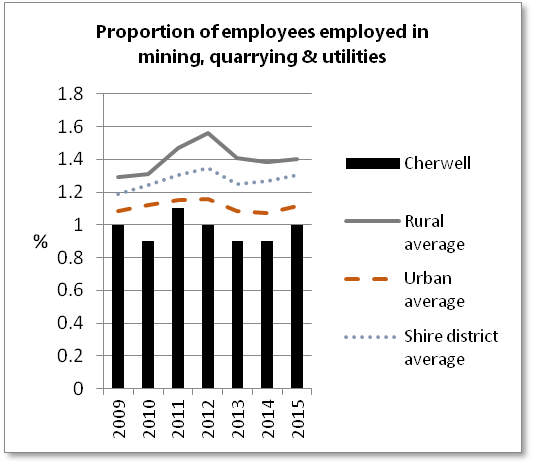 Proportion of employees employed in
mining, quarrying & utilities
1.8
1.6
1.4
1.2
1
0.8
0.6
0.4
0.2
0
%
2009
2010
2011
2012
2013
2014
2015
Cherwell
Rural
average
Urban
average
Shire district
average